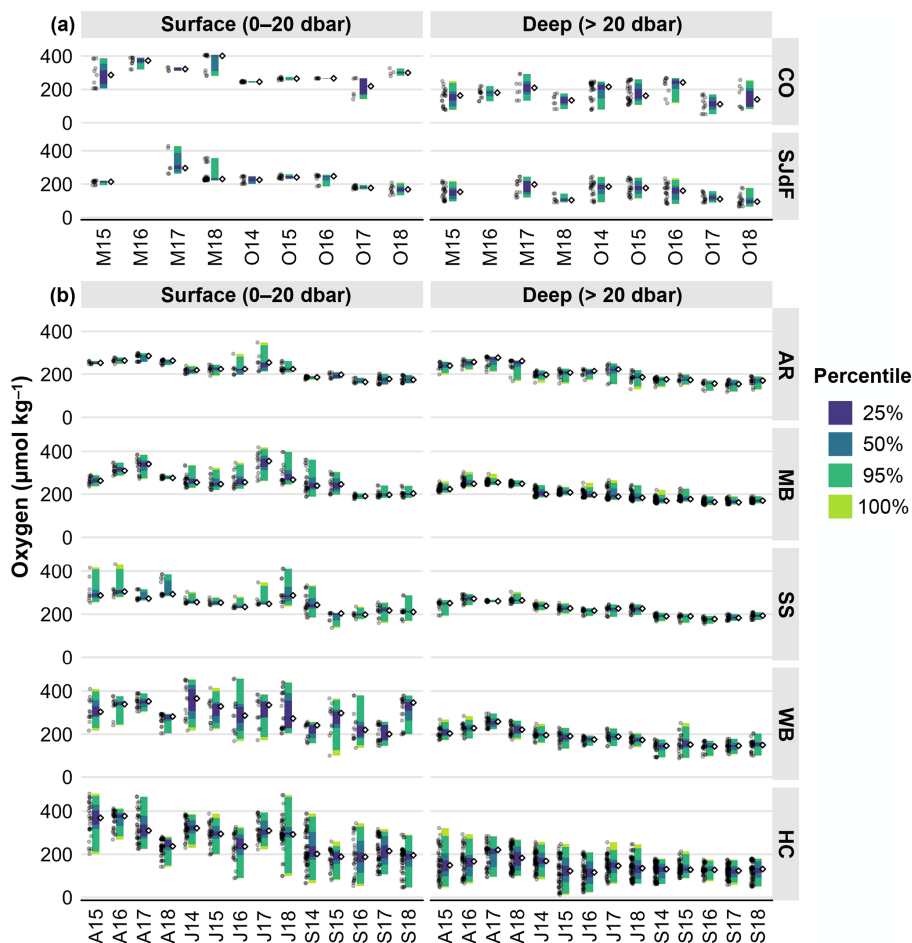 (a) Surface (0–20 dbar) Deep (> 20 dbar)
400
200
0
CO
400
200
0
SJdF
M15 M16 M17 M18 O14 O15 O16 O17 O18 M15 M16 M17 M18 O14 O15 O16 O17 O18
(b) Surface (0–20 dbar) Deep (> 20 dbar)
Oxygen (μmol kg⁻¹)
400
200
0
AR
400
200
0
MB
400
200
0
SS
400
200
0
WB
400
200
0
HC
A15 A16 A17 A18 J14 J15 J16 J17 J18 S14 S15 S16 S17 S18 A15 A16 A17 A18 J14 J15 J16 J17 J18 S14 S15 S16 S17 S18
Percentile
25%
50%
95%
100%